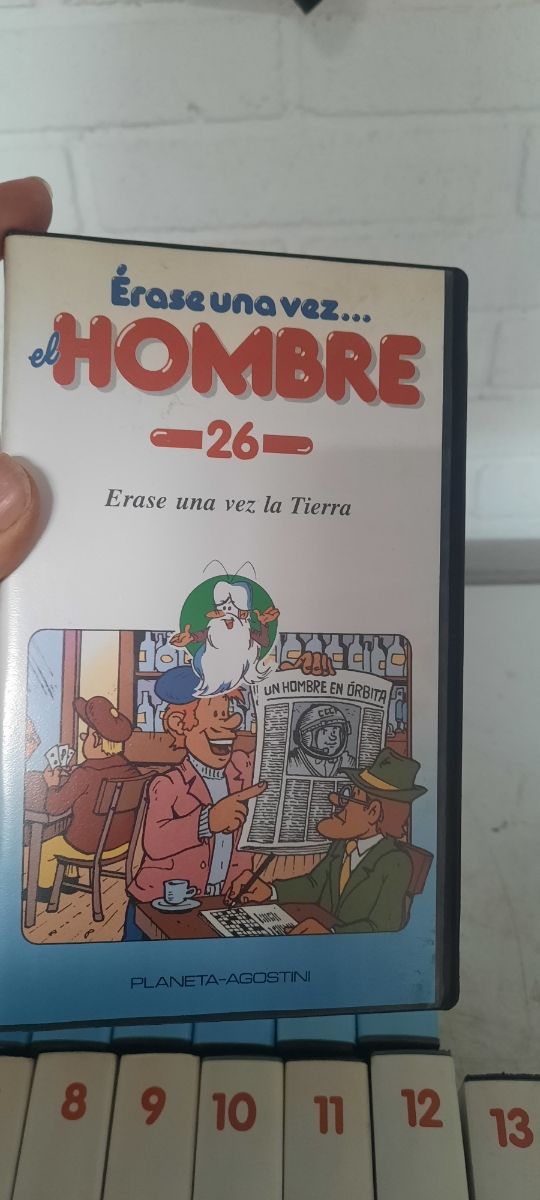 Érase una vez...
el HOMBRE
26
Erase una vez la Tierra
UN HOMBRE EN ÓRBITA
PLANETA-AGOSTINI
8
9
10
11
12
13